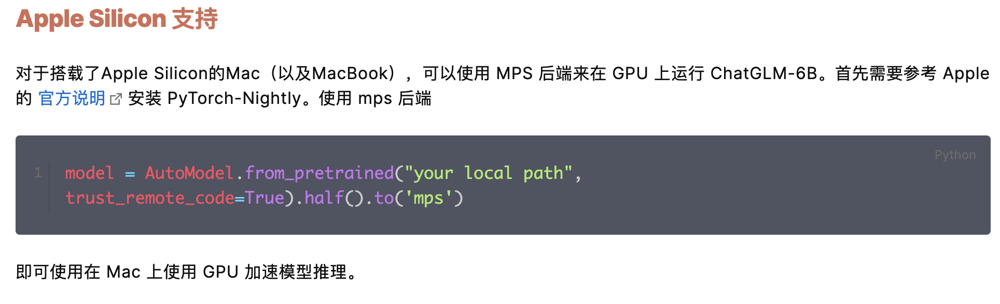 Apple Silicon 支持
对于搭载了Apple Silicon的Mac（以及MacBook），可以使用 MPS 后端来在 GPU 上运行 ChatGLM-6B。首先需要参考 Apple
的 官方说明 安装 PyTorch-Nightly。使用 mps 后端
Python
1 model = AutoModel.from_pretrained("your local path",
trust_remote_code=True).half().to('mps')
即可使用在 Mac 上使用 GPU 加速模型推理。